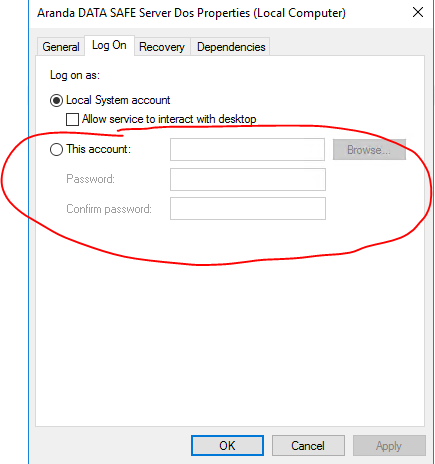 Aranda DATA SAFE Server Dos Properties (Local Computer)
General Log On Recovery Dependencies
Log on as:
Local System account
Allow service to interact with desktop
This account: Browse...
Password:
Confirm password:
OK Cancel Apply